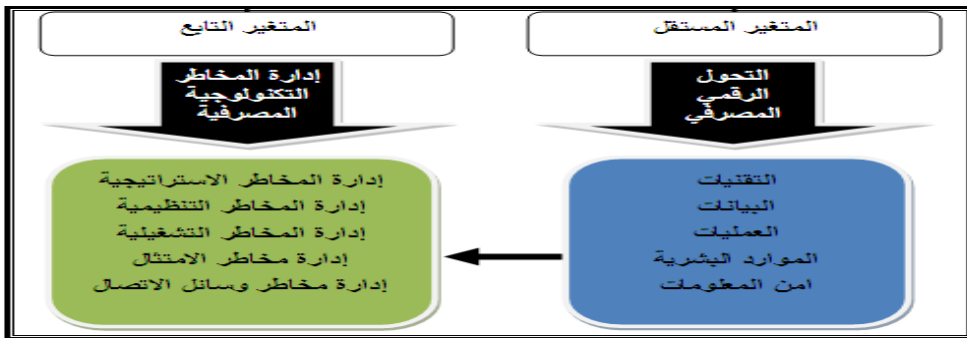 المتغير المستقل
المتغير التابع
التحول
الرقمي
المصرفي
إدارة المخاطر
التكنولوجية
المصرفية
التقنيات
البيانات
العمليات
الموارد البشرية
امن المعلومات
إدارة المخاطر الاستراتيجية
إدارة المخاطر التنظيمية
إدارة المخاطر التشغيلية
إدارة مخاطر الامتثال
إدارة مخاطر وسائل الاتصال